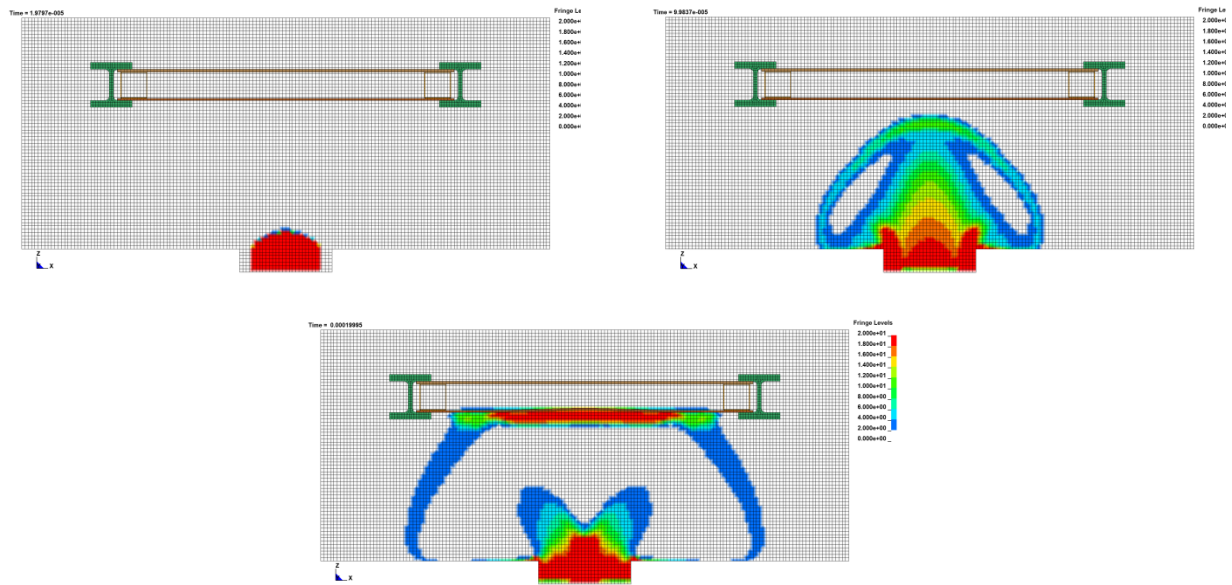 Time = 1.9797e-005
Fringe Le
2.000e+
1.800e+
1.600e+
1.400e+
1.200e+
1.000e+
8.000e+
6.000e+
4.000e+
2.000e+
0.000e+
Z
X
Time = 9.9837e-005
Fringe Le
2.000e+
1.800e+
1.600e+
1.400e+
1.200e+
1.000e+
8.000e+
6.000e+
4.000e+
2.000e+
0.000e+
Z
X
Time = 0.00019995
Fringe Levels
2.000e+01
1.800e+01
1.600e+01
1.400e+01
1.200e+01
1.000e+01
8.000e+00
6.000e+00
4.000e+00
2.000e+00
0.000e+00
Z
X